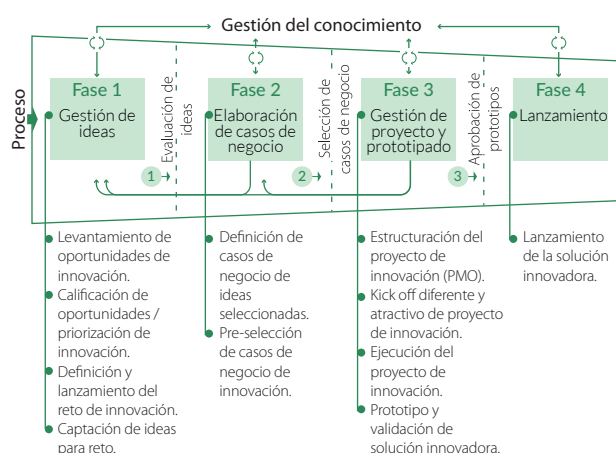 Gestión del conocimiento
Proceso
Fase 1
Gestión de
ideas
Evaluación de
ideas
1
Fase 2
Elaboración
de casos de
negocio
Selección de
casos de negocio
2
Fase 3
Gestión de
proyecto y
prototipado
Aprobación de
prototipos
3
Fase 4
Lanzamiento
Levantamiento de
oportunidades de
innovación.
Calificación de
oportunidades /
priorización de
innovación.
Definición y
lanzamiento del
reto de innovación.
Captación de ideas
para reto.
Definición de
casos de
negocio de
ideas
seleccionadas.
Pre-selección
de casos de
negocio de
innovación.
Estructuración del
proyecto de
innovación (PMO).
Kick off diferente y
atractivo de proyecto
de innovación.
Ejecución del
proyecto de
innovación.
Prototipo y
validación de
solución innovadora.
Lanzamiento
de la solución
innovadora.